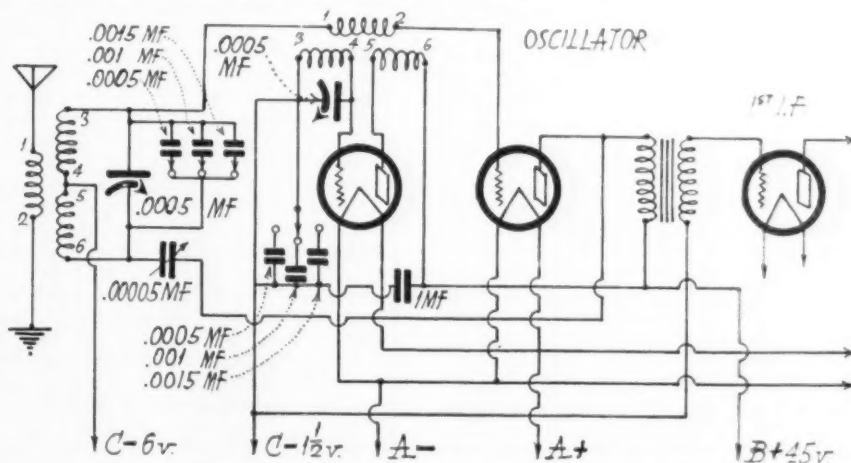 .0015 MF
.001 MF
.0005 MF
.0005
MF
1 2
3 4 5 6
OSCILLATOR
1ST I.F.
1
2
3
4
5
6
.0005 MF
.00005 MF
1MF
.0005 MF
.001 MF
.0015 MF
C-6v.
C-1½v.
A-
A+
B+45v.